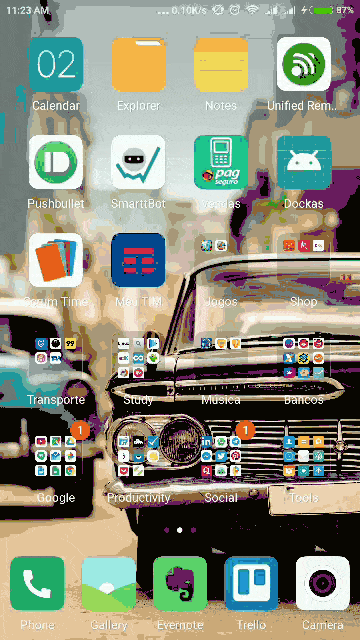 11:23 AM
... 0.10K/s
87%
02
Calendar
Explorer
Notes
Unified Rem..
Pushbullet
SmarttBot
pag
seguro
Vendas
Dockas
Scrum Time..
Meu TIM
Jogos
Shop
99
Transporte
Study
Música
Bancos
1
1
Google
Productivity
Social
Tools
Phone
Gallery
Evernote
Trello
Camera